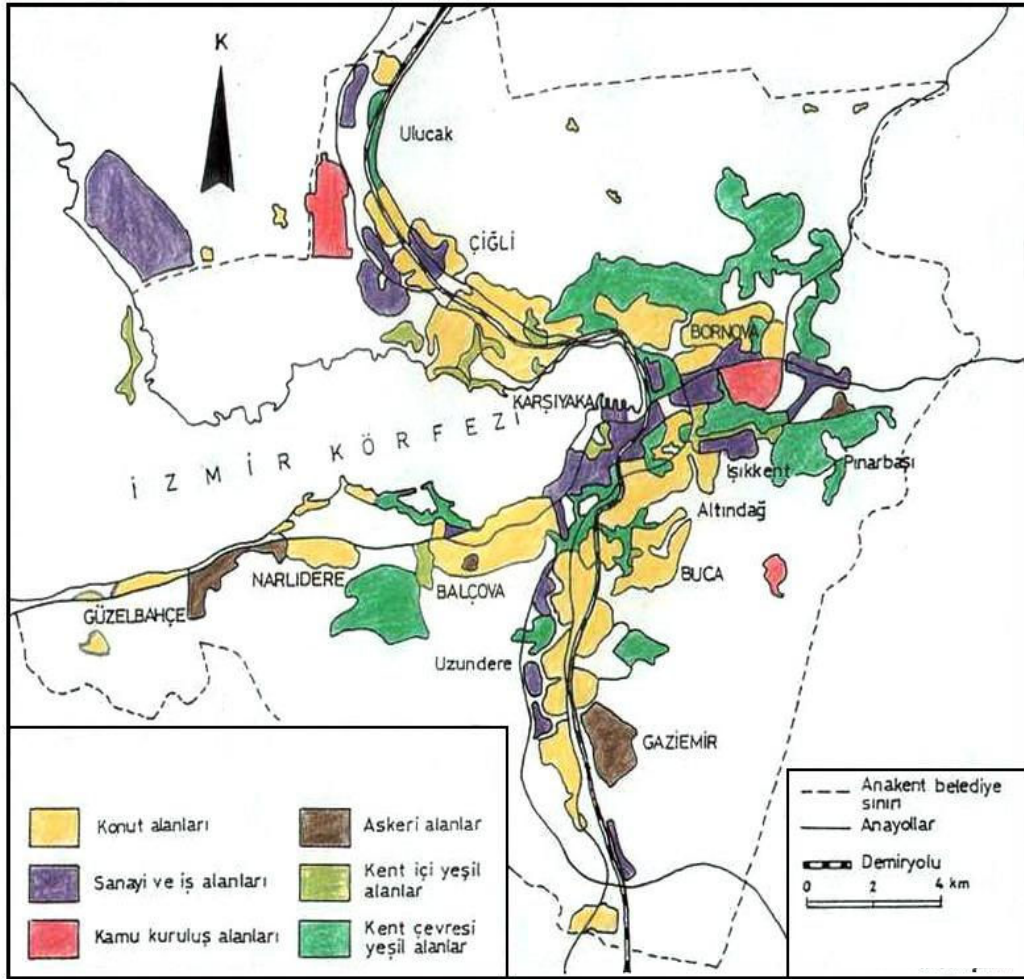 K
Ulucak
ÇİĞLİ
BORNOVA
KARŞIYAKA
İZMİR KÖRFEZİ
Işıkkent
Pınarbaşı
Altındağ
NARLIDERE
BALÇOVA
BUCA
GÜZELBAHÇE
Uzundere
GAZİEMİR
Konut alanları
Sanayi ve iş alanları
Kamu kuruluş alanları
Askeri alanlar
Kent içi yeşil
alanlar
Kent çevresi
yeşil alanlar
Anakent belediye
sınırı
Anayollar
Demiryolu
0 2 4 km